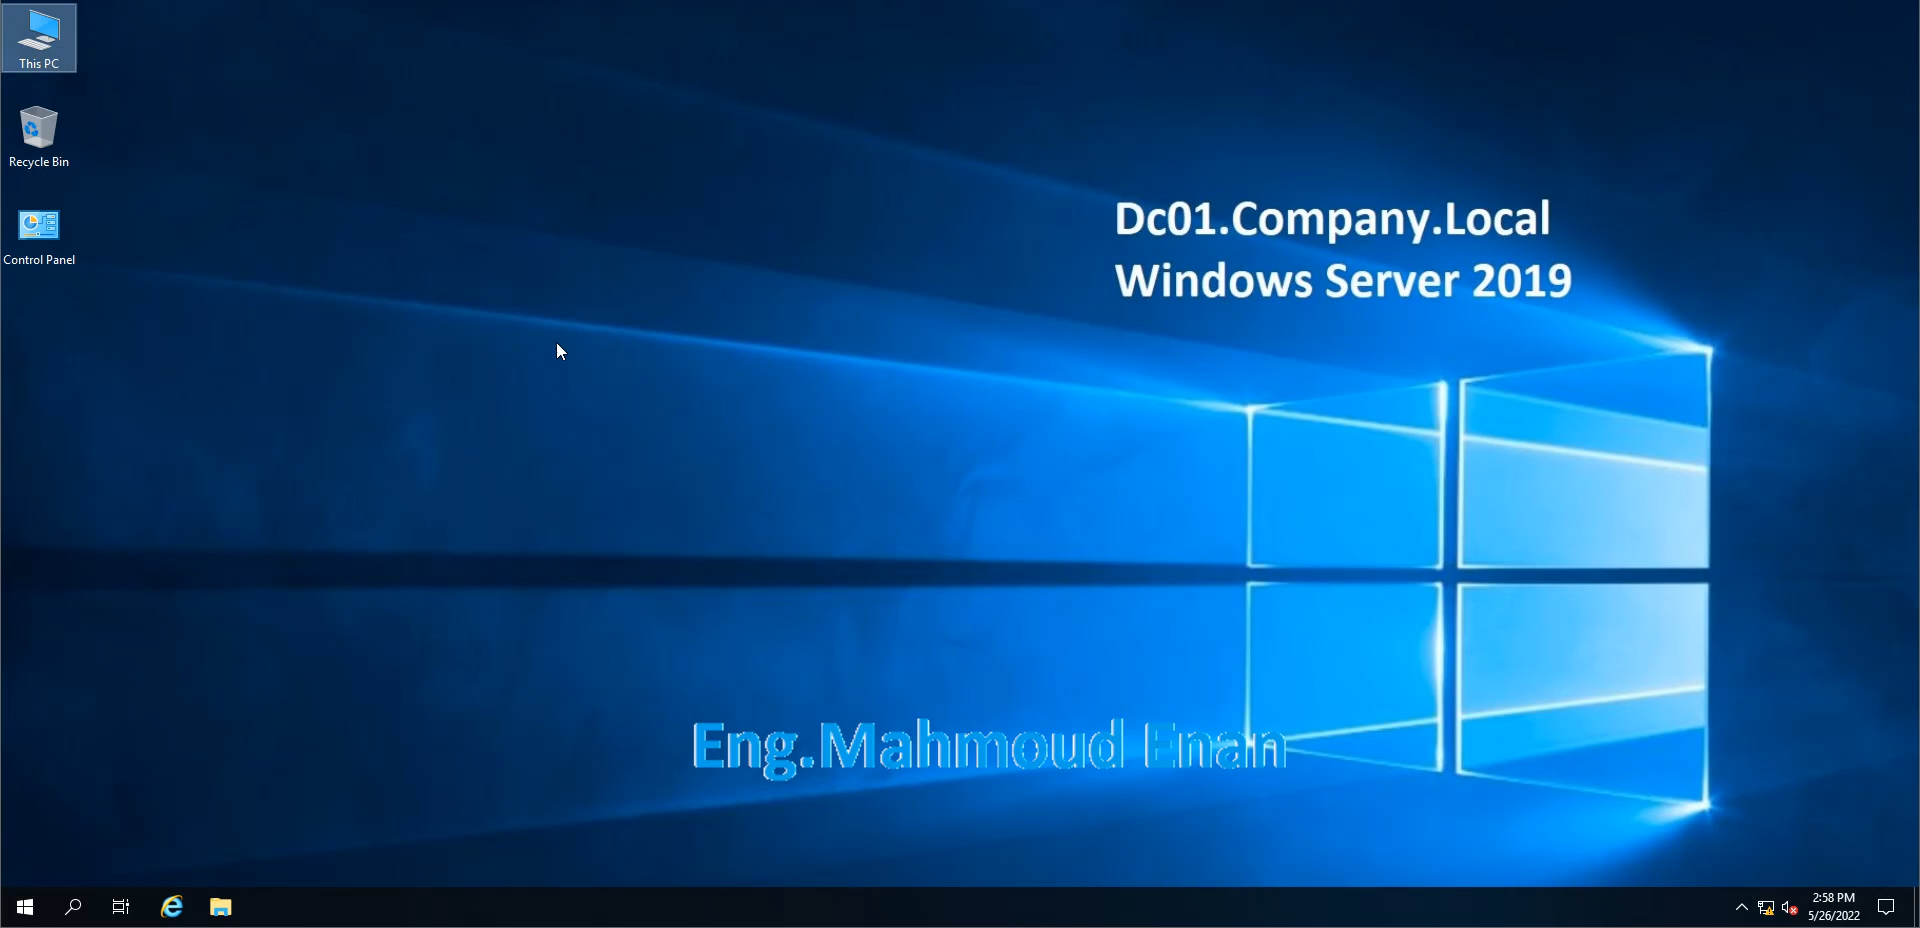 This PC
Recycle Bin
Control Panel
Dc01.Company.Local
Windows Server 2019
Eng.Mahmoud Enan
2:58 PM
5/26/2022